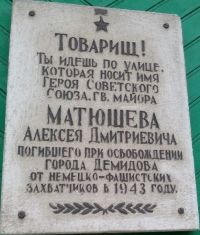 ТОВАРИЩ!
ТЫ ИДЕШЬ ПО УЛИЦЕ,
КОТОРАЯ НОСИТ ИМЯ
ГЕРОЯ СОВЕТСКОГО
СОЮЗА, ГВ. МАЙОРА
МАТЮШЕВА
АЛЕКСЕЯ ДМИТРИЕВИЧА
ПОГИБШЕГО ПРИ ОСВОБОЖДЕНИИ
ГОРОДА ДЕМИДОВА
ОТ НЕМЕЦКО-ФАШИСТСКИХ
ЗАХВАТЧИКОВ В 1943 ГОДУ.